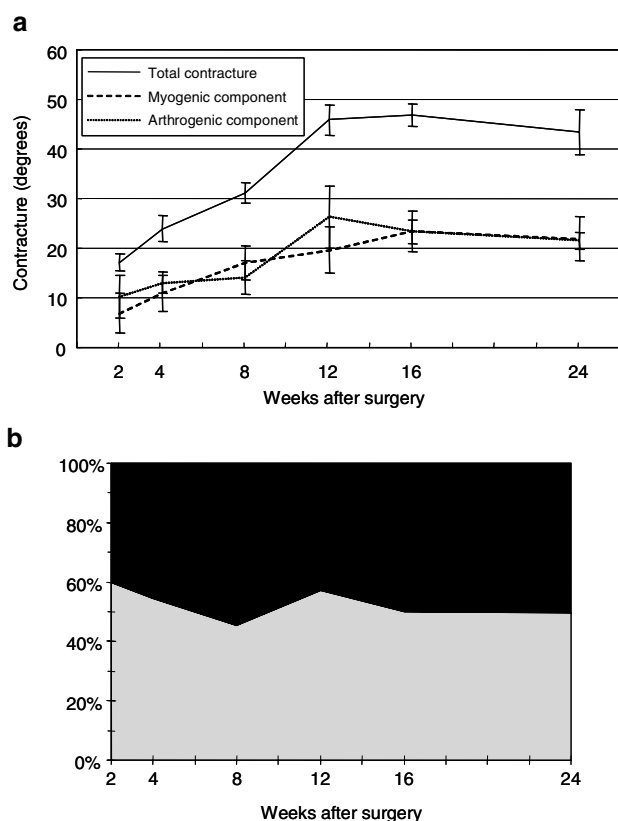 a
60
50
40
30
20
10
0
Contracture (degrees)
Total contracture
Myogenic component
Arthrogenic component
2 4 8 12 16 24
Weeks after surgery
b
100%
80%
60%
40%
20%
0%
2 4 8 12 16 24
Weeks after surgery